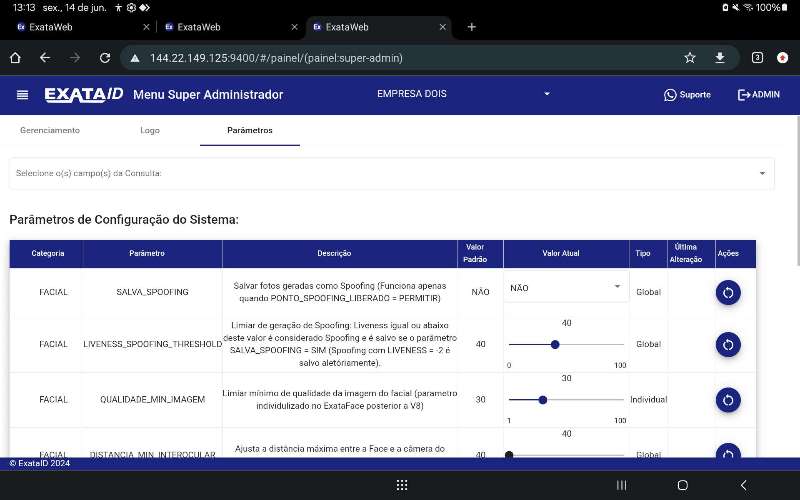 13:13 sex., 14 de jun. 100%
ExataWeb
ExataWeb
ExataWeb
144.22.149.125:9400/#/painel/(painel:super-admin)
3
EXATA ID Menu Super Administrador
EMPRESA DOIS
Suporte
ADMIN
Gerenciamento
Logo
Parâmetros
Selecione o(s) campo(s) da Consulta:
Parâmetros de Configuração do Sistema:
Categoria
Parâmetro
Descrição
Valor
Padrão
Valor Atual
Tipo
Última
Alteração
Ações
FACIAL
SALVA_SPOOFING
Salvar fotos geradas como Spoofing (Funciona apenas
quando PONTO_SPOOFING_LIBERADO = PERMITIR)
NÃO
NÃO
Global
FACIAL
LIVENESS_SPOOFING_THRESHOLD
Limiar de geração de Spoofing: Liveness igual ou abaixo
deste valor é considerado Spoofing e é salvo se o parâmetro
SALVA_SPOOFING = SIM (Spoofing com LIVENESS = -2 é
salvo aletóriamente).
40
40
0
100
Global
FACIAL
QUALIDADE_MIN_IMAGEM
Limiar mínimo de qualidade da imagem do facial (parametro
individulizado no ExataFace posterior a V8)
30
30
1
100
Individual
FACIAL
DISTANCIA_MIN_INTEROCULAR
Ajusta a distância máxima entre a Face e a câmera do
40
40
Global
© ExataID 2024